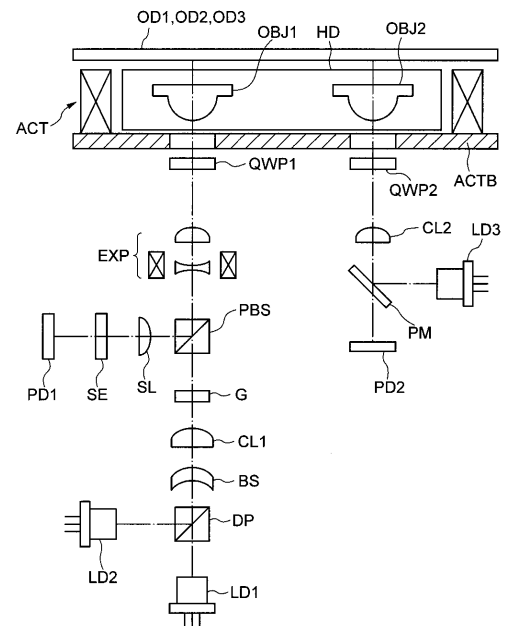 OD1,OD2,OD3
OBJ1
HD
OBJ2
ACT
QWP1
QWP2
ACTB
EXP
CL2
LD3
PBS
PM
PD1
SE
SL
G
PD2
CL1
BS
DP
LD2
LD1